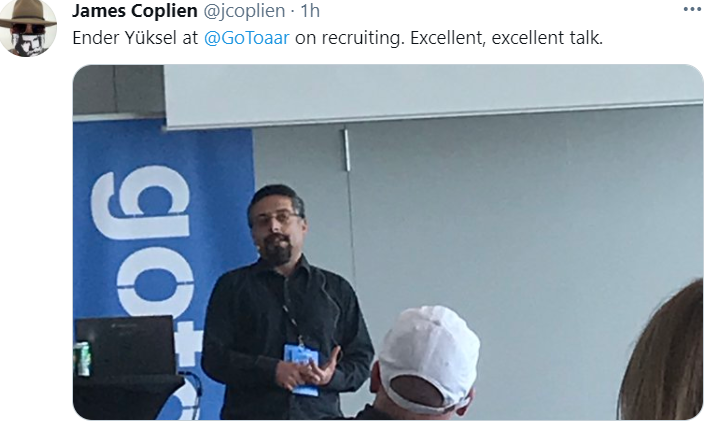 James Coplien @jcoplien · 1h
Ender Yüksel at @GoToaar on recruiting. Excellent, excellent talk.
goto